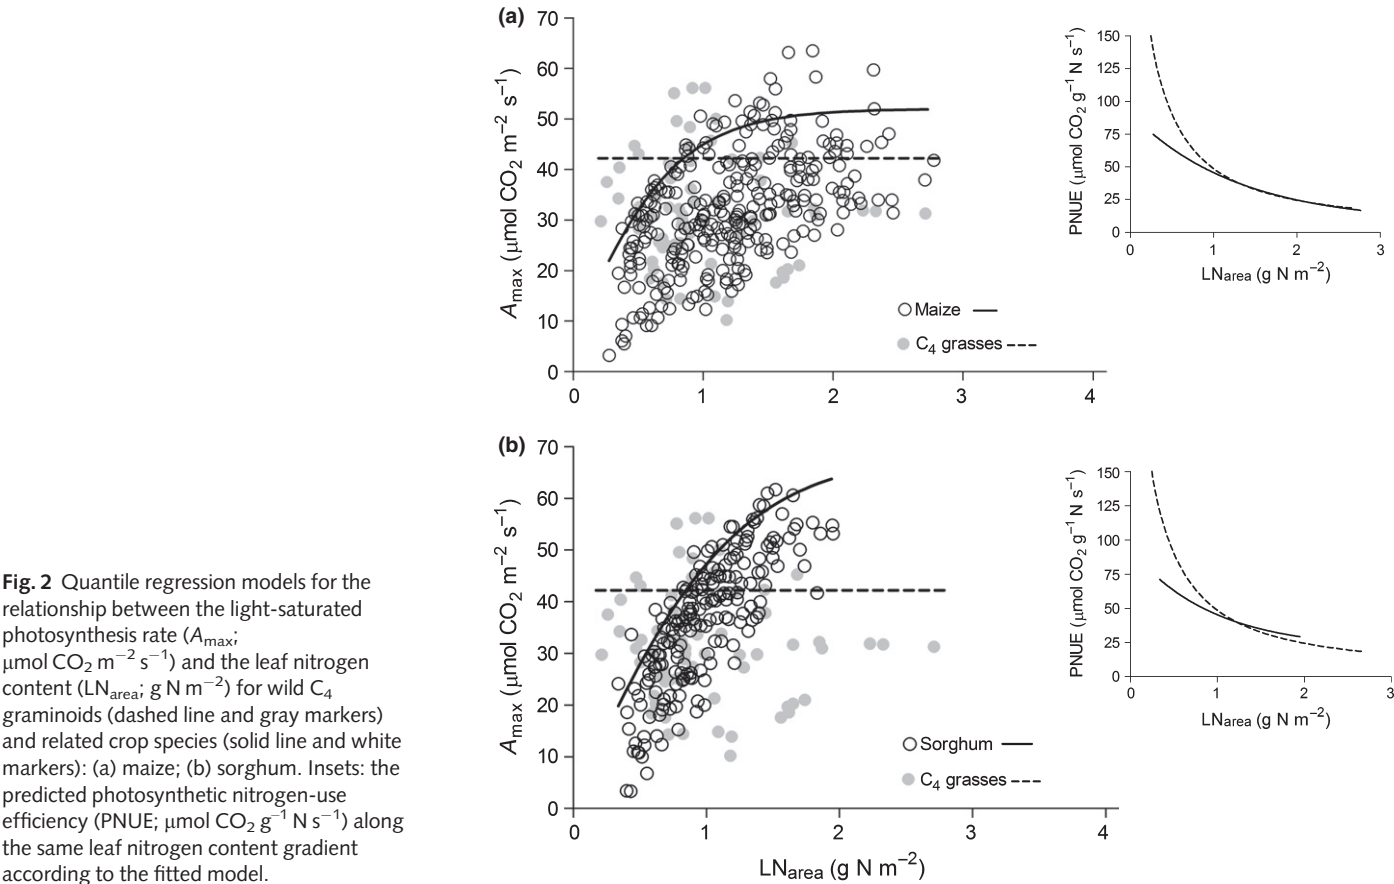 (a)
70
60
50
40
30
20
10
0
A max (μmol CO2 m−2 s−1)
0 1 2 3 4
Maize
C4 grasses
150
125
100
75
50
25
0
PNUE (μmol CO2 g−1 N s−1)
0 1 2 3
LNarea (g N m−2)
(b)
70
60
50
40
30
20
10
0
Amax (μmol CO2 m−2 s−1)
0 1 2 3 4
LNarea (g N m−2)
Sorghum
C4 grasses
150
125
100
75
50
25
0
PNUE (μmol CO2 g−1 N s−1)
0 1 2 3
LNarea (g N m−2)
Fig. 2 Quantile regression models for the
relationship between the light-saturated
photosynthesis rate (Amax;
μmol CO2 m−2 s−1) and the leaf nitrogen
content (LNarea; g N m−2) for wild C4
graminoids (dashed line and gray markers)
and related crop species (solid line and white
markers): (a) maize; (b) sorghum. Insets: the
predicted photosynthetic nitrogen-use
efficiency (PNUE; μmol CO2 g−1 N s−1) along
the same leaf nitrogen content gradient
according to the fitted model.